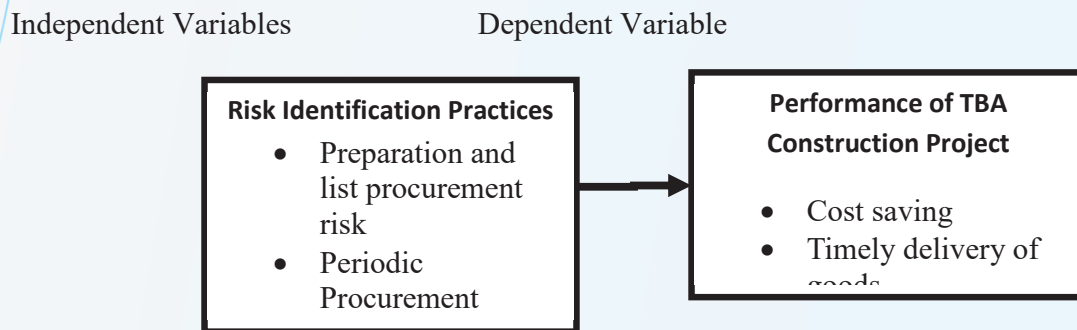 Independent Variables
Dependent Variable
Risk Identification Practices
• Preparation and
list procurement
risk
• Periodic
Procurement
Performance of TBA
Construction Project
• Cost saving
• Timely delivery of
goods